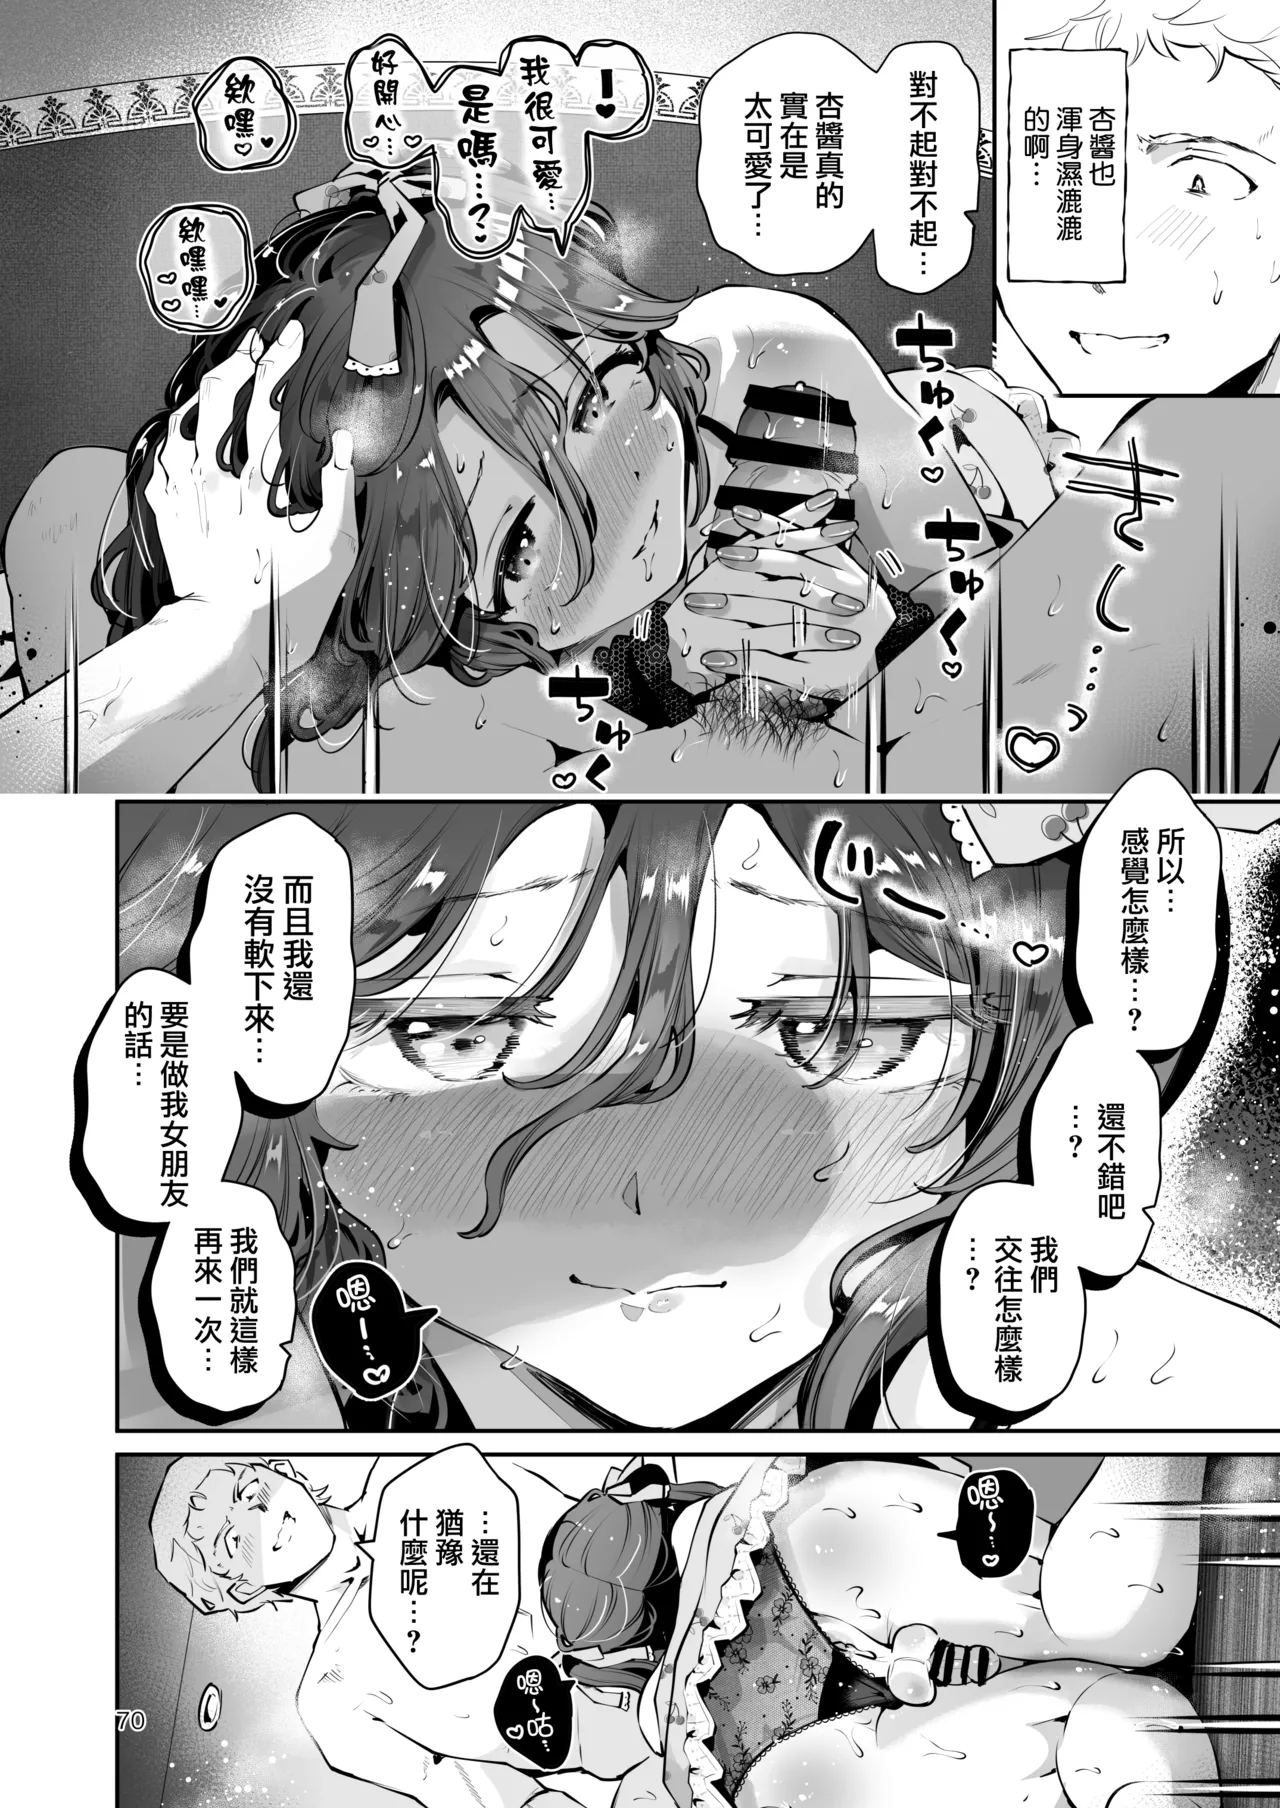 杏醬也
渾身濕漉漉
的啊…
對不起對不起…
杏醬真的
實在是
太可愛了…
ー♥
我很可愛…
是嗎…?
好開心…
欸嘿
欸嘿嘿…
ちゅく
ちゅ
ちゅく
ぎゅっ…
所以…
感覺怎麼樣…?
還不錯吧
…?
我們
交往怎麼樣
…?
じーっ…
而且我還
沒有軟下來…
要是做我女朋友
的話…
我們就這樣
再來一次…
嗯ー…
…還在
猶豫
什麼呢…?
嗯~…
嗯~咕…
70